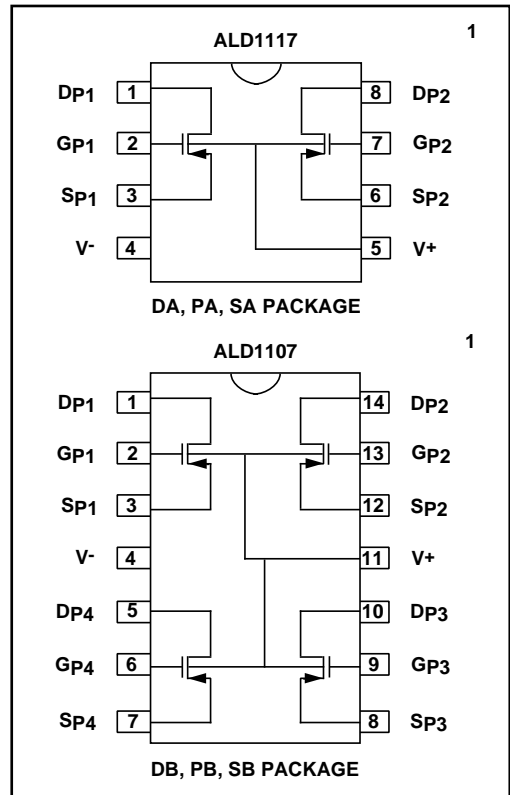 ALD1117 1
DP1 1 8 DP2
GP1 2 7 GP2
SP1 3 6 SP2
V- 4 5 V+
DA, PA, SA PACKAGE
ALD1107 1
DP1 1 14 DP2
GP1 2 13 GP2
SP1 3 12 SP2
V- 4 11 V+
DP4 5 10 DP3
GP4 6 9 GP3
SP4 7 8 SP3
DB, PB, SB PACKAGE